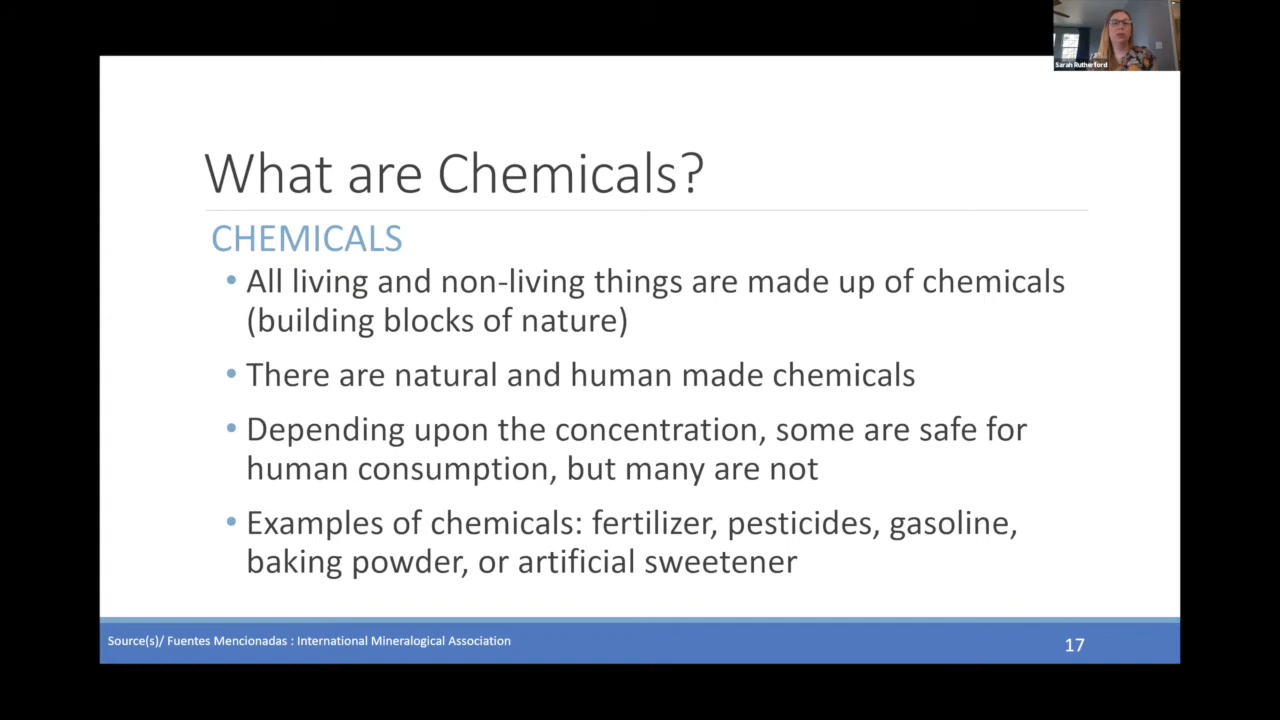 Sarah Rutherford
What are Chemicals?
CHEMICALS
• All living and non-living things are made up of chemicals
(building blocks of nature)
• There are natural and human made chemicals
• Depending upon the concentration, some are safe for
human consumption, but many are not
• Examples of chemicals: fertilizer, pesticides, gasoline,
baking powder, or artificial sweetener
Source(s)/ Fuentes Mencionadas : International Mineralogical Association
17